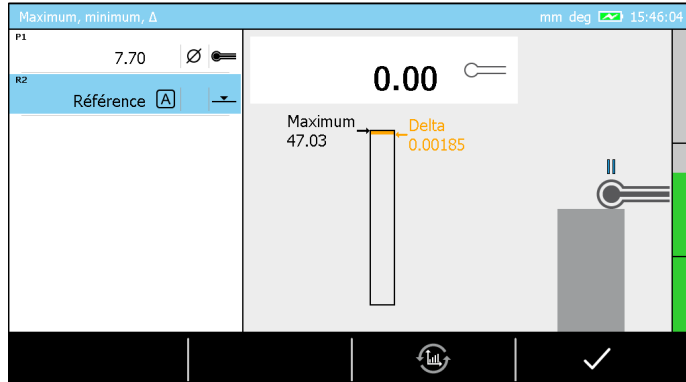 Maximum, minimum, Δ
mm deg 15:46:04
P1
7.70 Ø
R2
Référence A
0.00
Maximum
47.03
Delta
0.00185